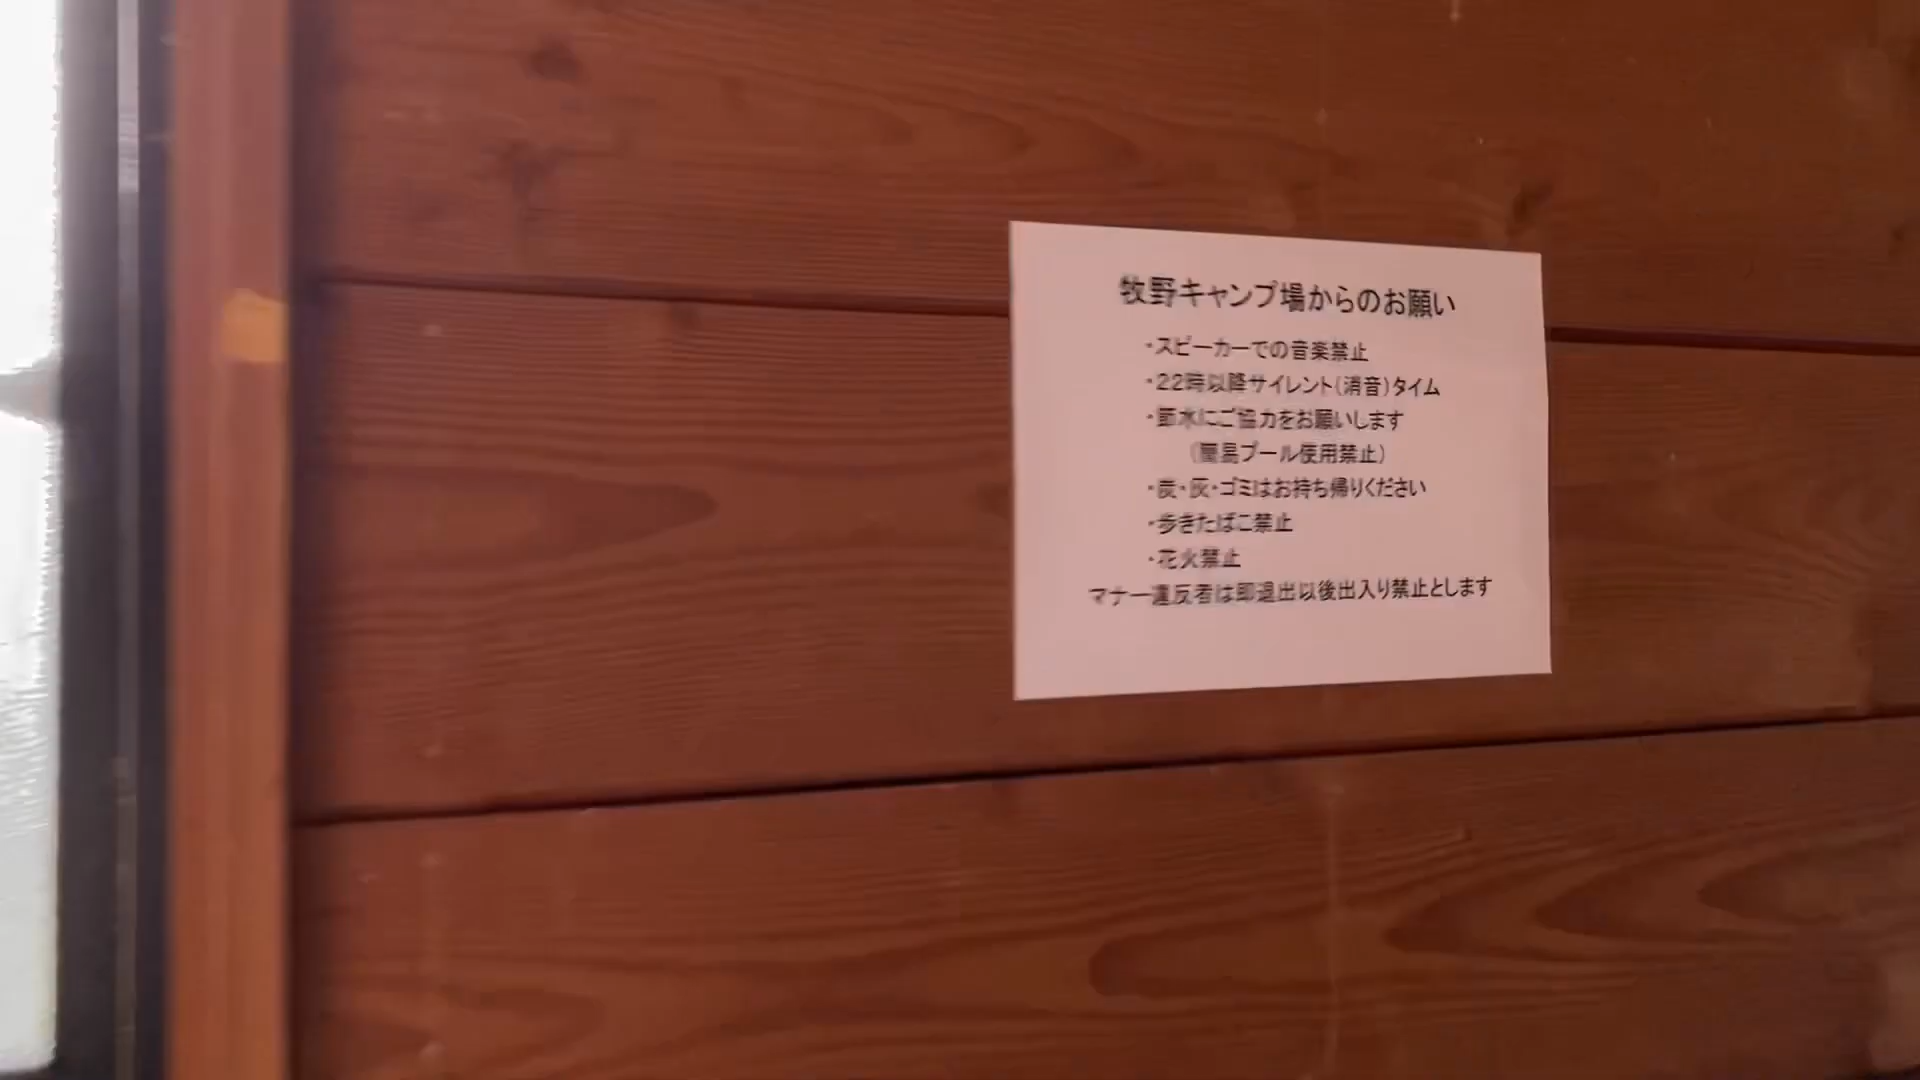 牧野キャンプ場からのお願い
・スピーカーでの音楽禁止
・22時以降サイレント(消音)タイム
・節水にご協力をお願いします
(簡易プール使用禁止)
・炭・灰・ゴミはお持ち帰りください
・歩きたばこ禁止
・花火禁止
マナー違反者は即退出以後出入り禁止とします